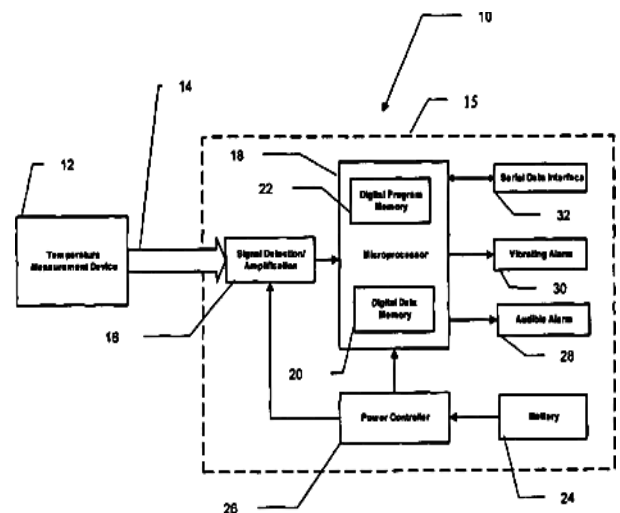 10
14
15
12
18
22
Digital Program
Memory
Serial Data Interface
32
Temperature
Measurement Device
Signal Detection/
Amplification
Microprocessor
Vibrating Alarm
30
16
Digital Data
Memory
20
Audible Alarm
28
Power Controller
Battery
26
24